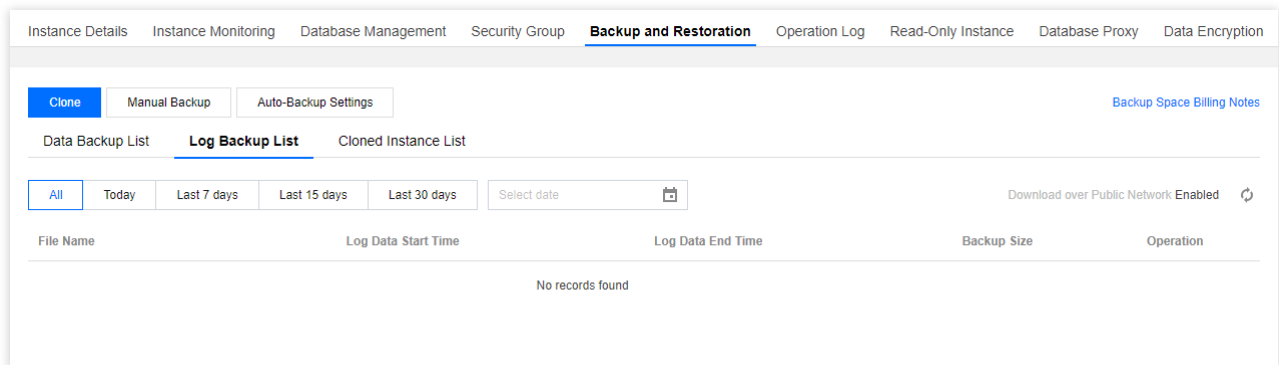 Instance Details Instance Monitoring Database Management Security Group Backup and Restoration Operation Log Read-Only Instance Database Proxy Data Encryption
Clone Manual Backup Auto-Backup Settings Backup Space Billing Notes
Data Backup List Log Backup List Cloned Instance List
All Today Last 7 days Last 15 days Last 30 days Select date Download over Public Network Enabled
File Name Log Data Start Time Log Data End Time Backup Size Operation
No records found